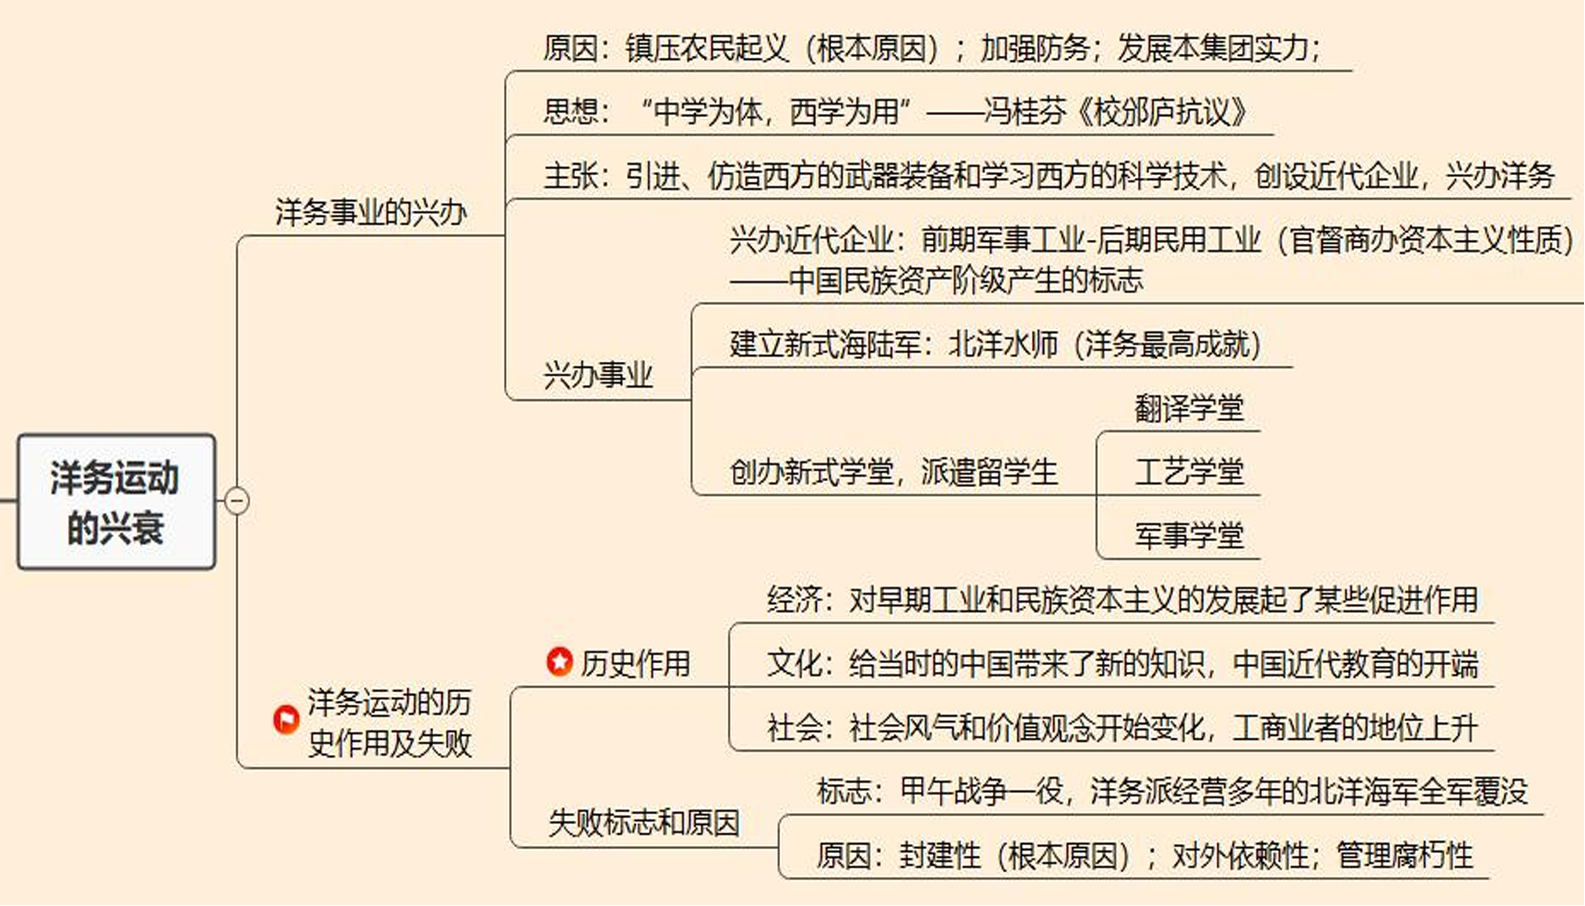 原因：镇压农民起义（根本原因）；加强防务；发展本集团实力；
思想：“中学为体，西学为用”——冯桂芬《校邠庐抗议》
主张：引进、仿造西方的武器装备和学习西方的科学技术，创设近代企业，兴办洋务
洋务事业的兴办
兴办近代企业：前期军事工业-后期民用工业（官督商办资本主义性质）
——中国民族资产阶级产生的标志
建立新式海陆军：北洋水师（洋务最高成就）
兴办事业
翻译学堂
创办新式学堂，派遣留学生
工艺学堂
军事学堂
洋务运动
的兴衰
经济：对早期工业和民族资本主义的发展起了某些促进作用
历史作用
文化：给当时的中国带来了新的知识，中国近代教育的开端
社会：社会风气和价值观念开始变化，工商业者的地位上升
洋务运动的历
史作用及失败
标志：甲午战争一役，洋务派经营多年的北洋海军全军覆没
失败标志和原因
原因：封建性（根本原因）；对外依赖性；管理腐朽性